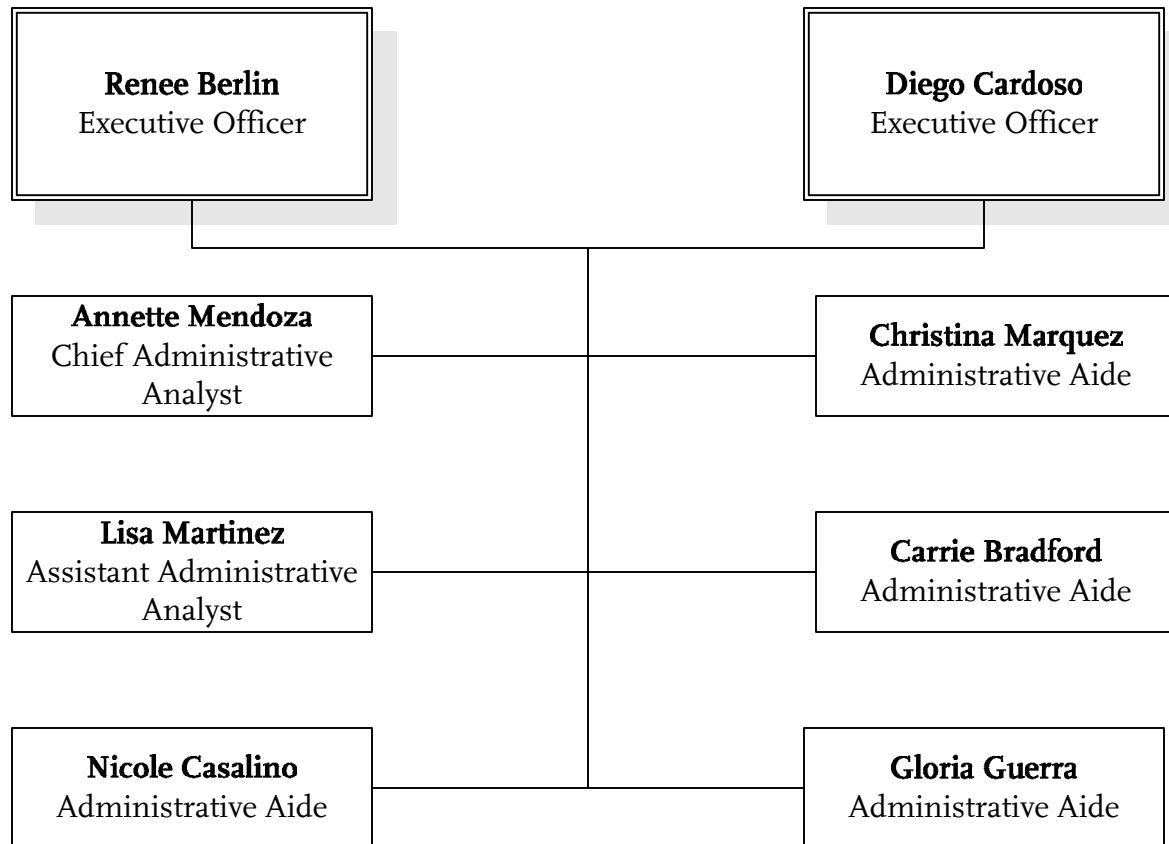 Renee Berlin
Executive Officer
Diego Cardoso
Executive Officer
Annette Mendoza
Chief Administrative
Analyst
Christina Marquez
Administrative Aide
Lisa Martinez
Assistant Administrative
Analyst
Carrie Bradford
Administrative Aide
Nicole Casalino
Administrative Aide
Gloria Guerra
Administrative Aide